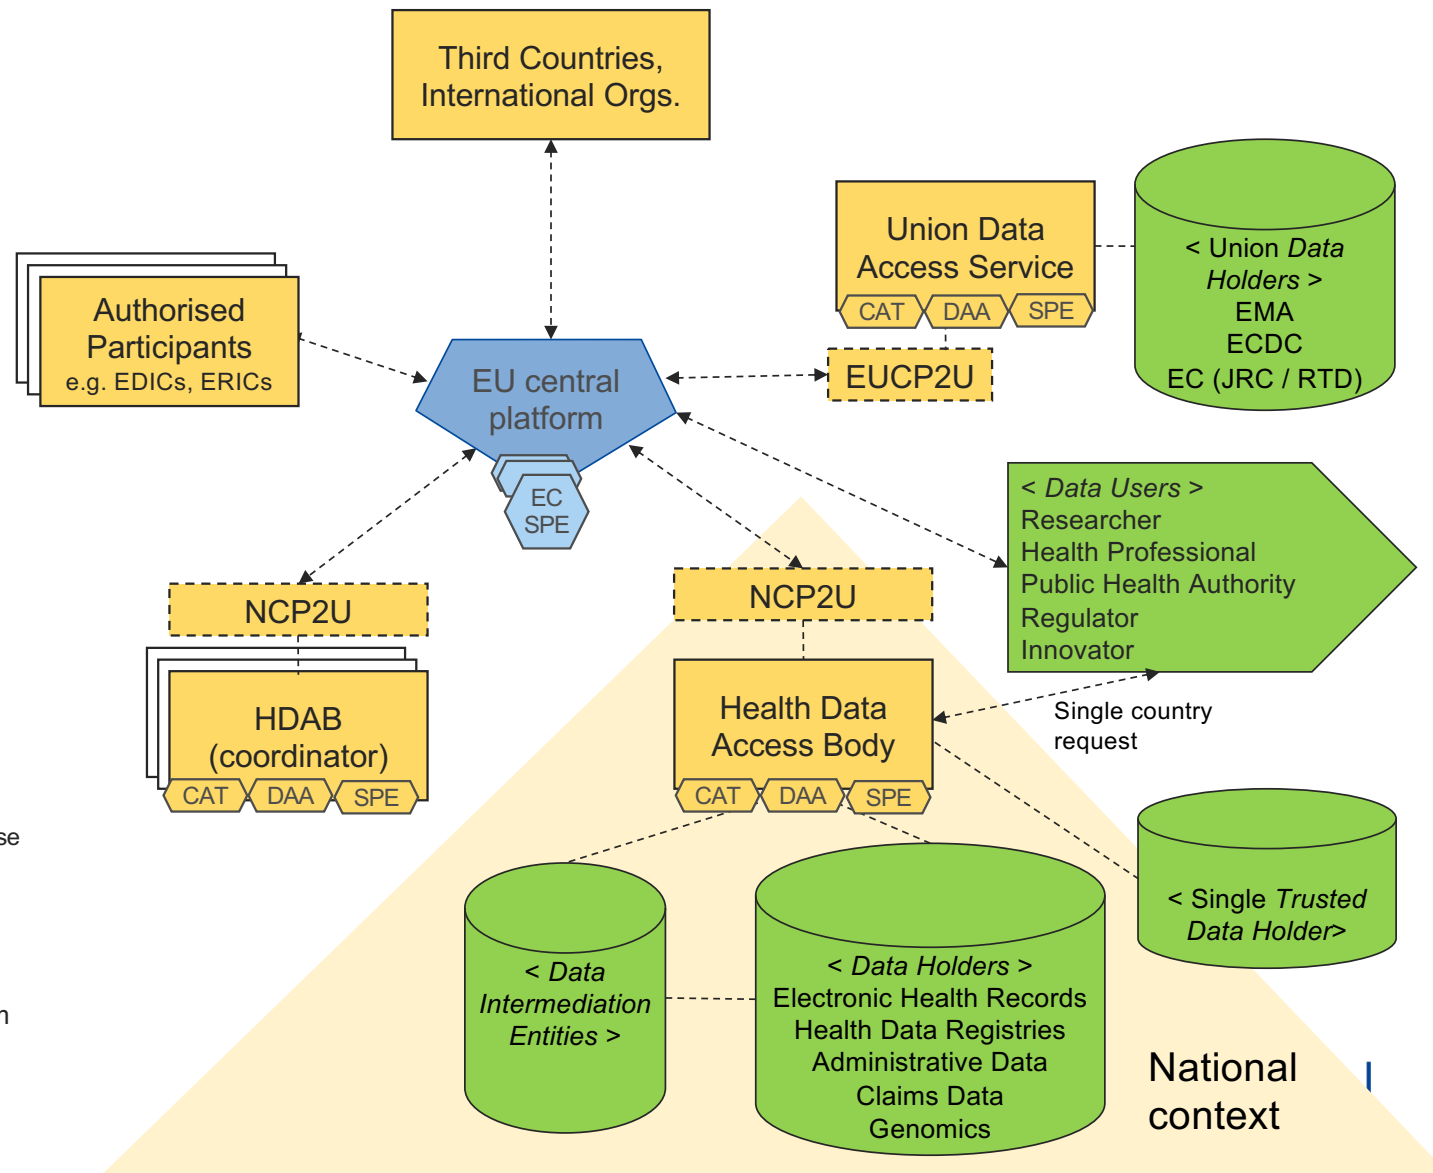 Third Countries,
International Orgs.
Union Data
Access Service
CAT
DAA
SPE
EUCP2U
< Union Data
Holders >
EMA
ECDC
EC (JRC / RTD)
Authorised
Participants
e.g. EDICs, ERICs
EU central
platform
EC
SPE
< Data Users >
Researcher
Health Professional
Public Health Authority
Regulator
Innovator
NCP2U
HDAB
(coordinator)
CAT
DAA
SPE
NCP2U
Health Data
Access Body
CAT
DAA
SPE
Single country
request
< Single Trusted
Data Holder>
< Data
Intermediation
Entities >
< Data Holders >
Electronic Health Records
Health Data Registries
Administrative Data
Claims Data
Genomics
National
context